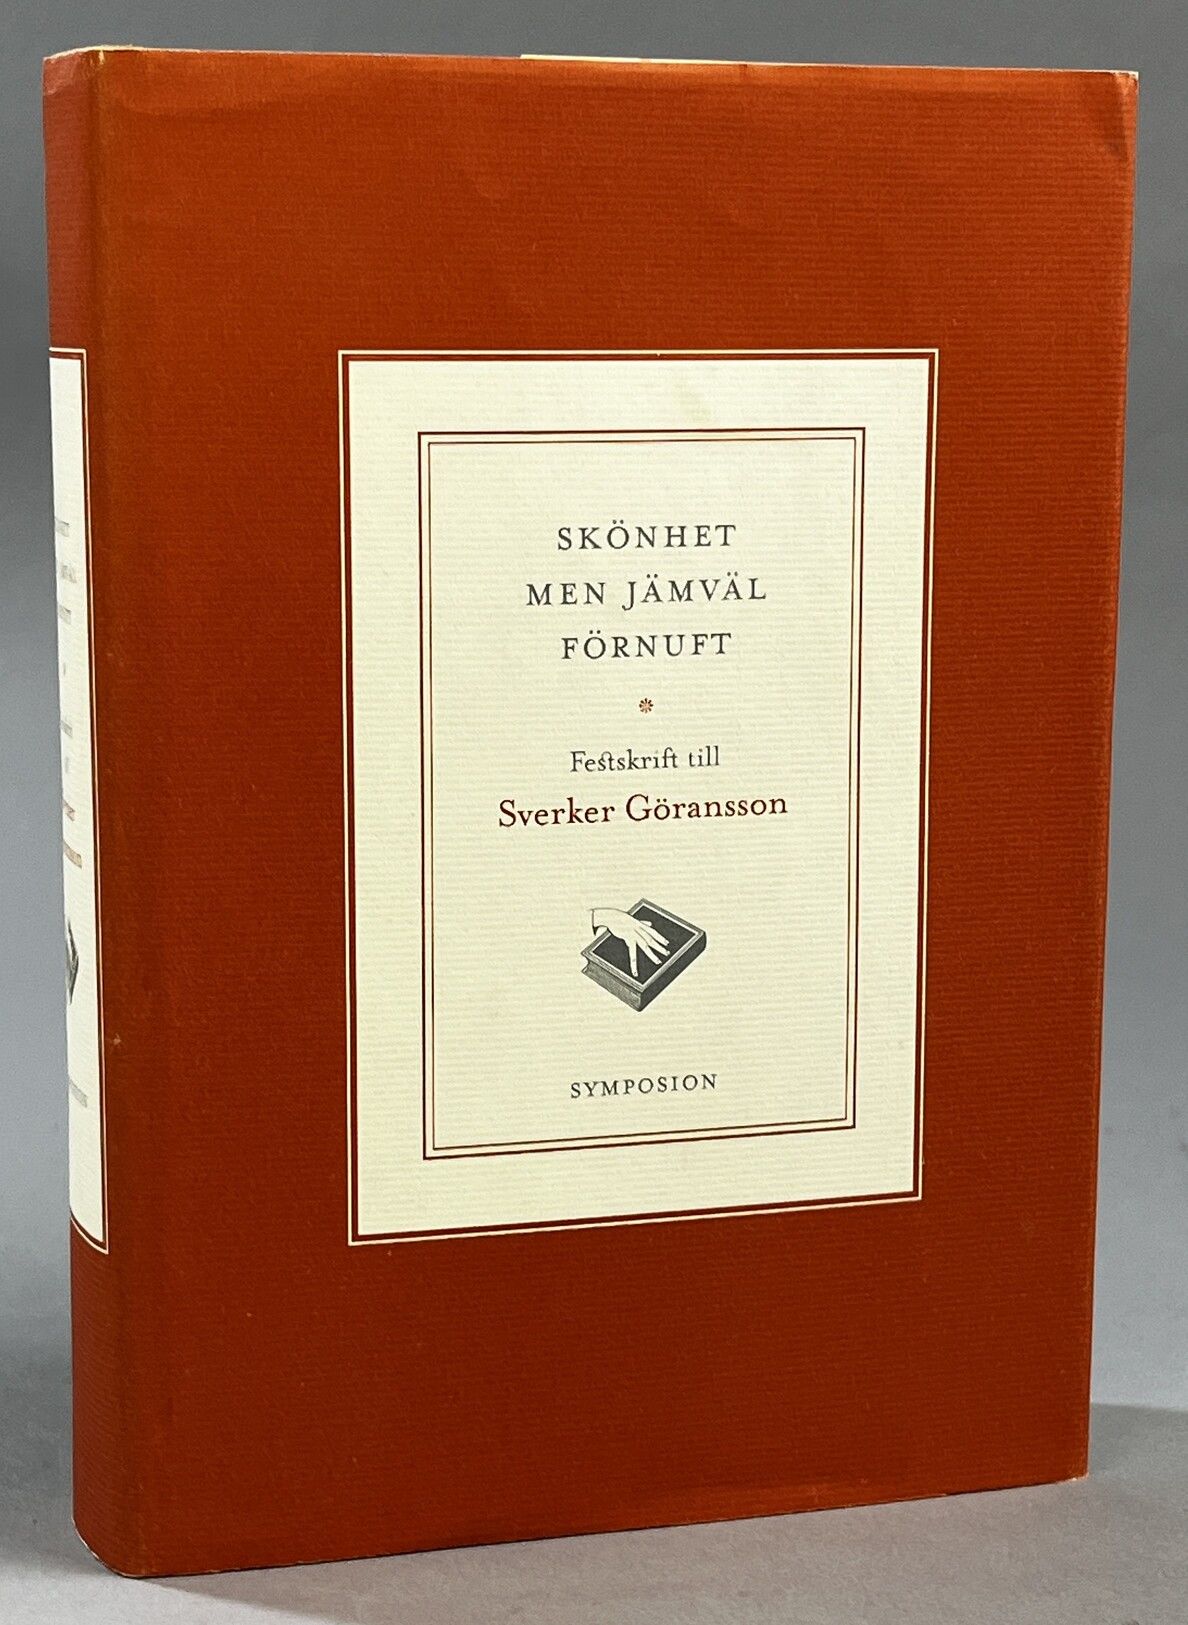 SKÖNHET
MEN JÄMVÄL
FÖRNUFT
Festskrift till
Sverker Göransson
SYMPOSION